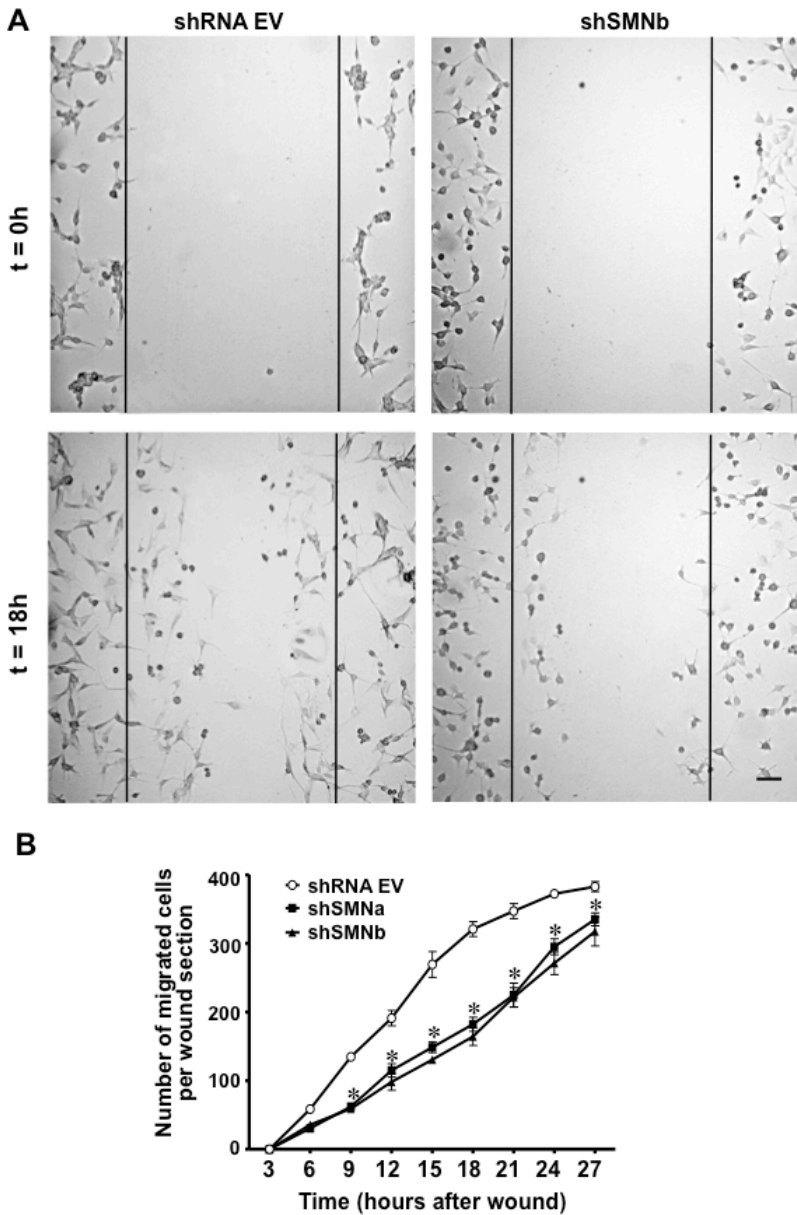 A
shRNA EV
shSMNb
t = 0h
t = 18h
B
Number of migrated cells
per wound section
400
300
200
100
0
shRNA EV
shSMNa
shSMNb
* * * * * * *
3 6 9 12 15 18 21 24 27
Time (hours after wound)